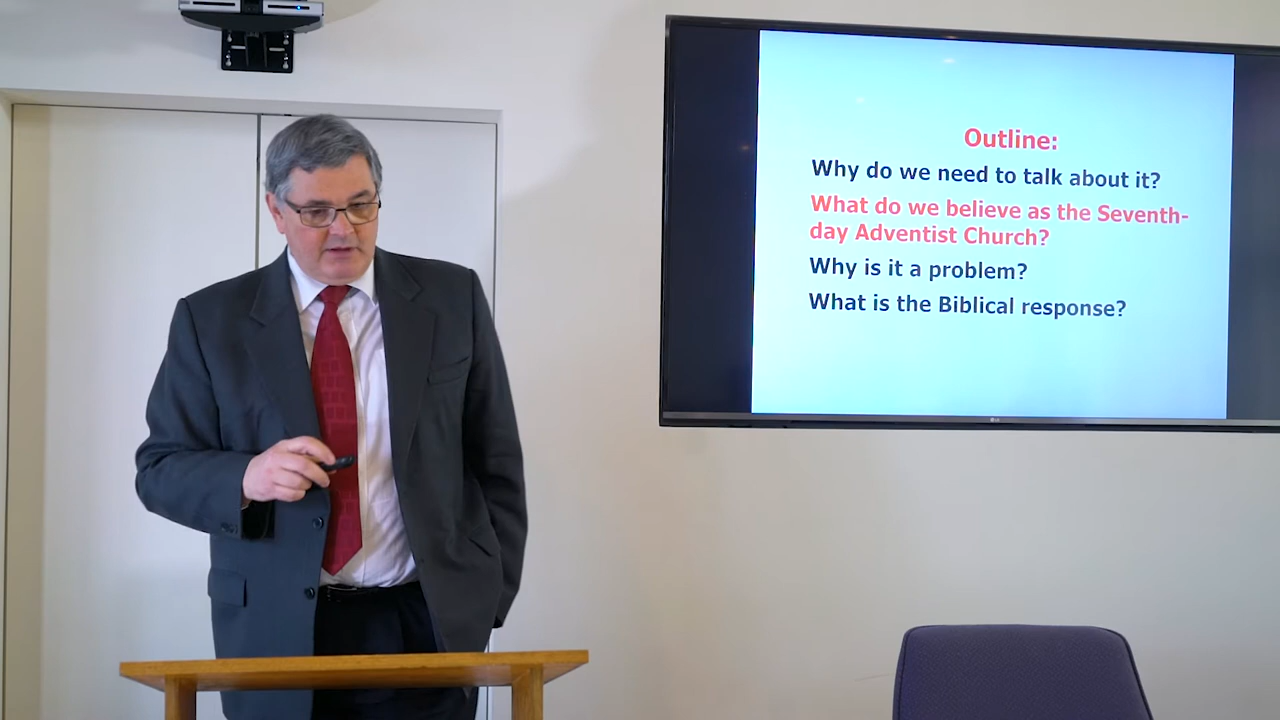 Outline:
Why do we need to talk about it?
What do we believe as the Seventh-
day Adventist Church?
Why is it a problem?
What is the Biblical response?
LG